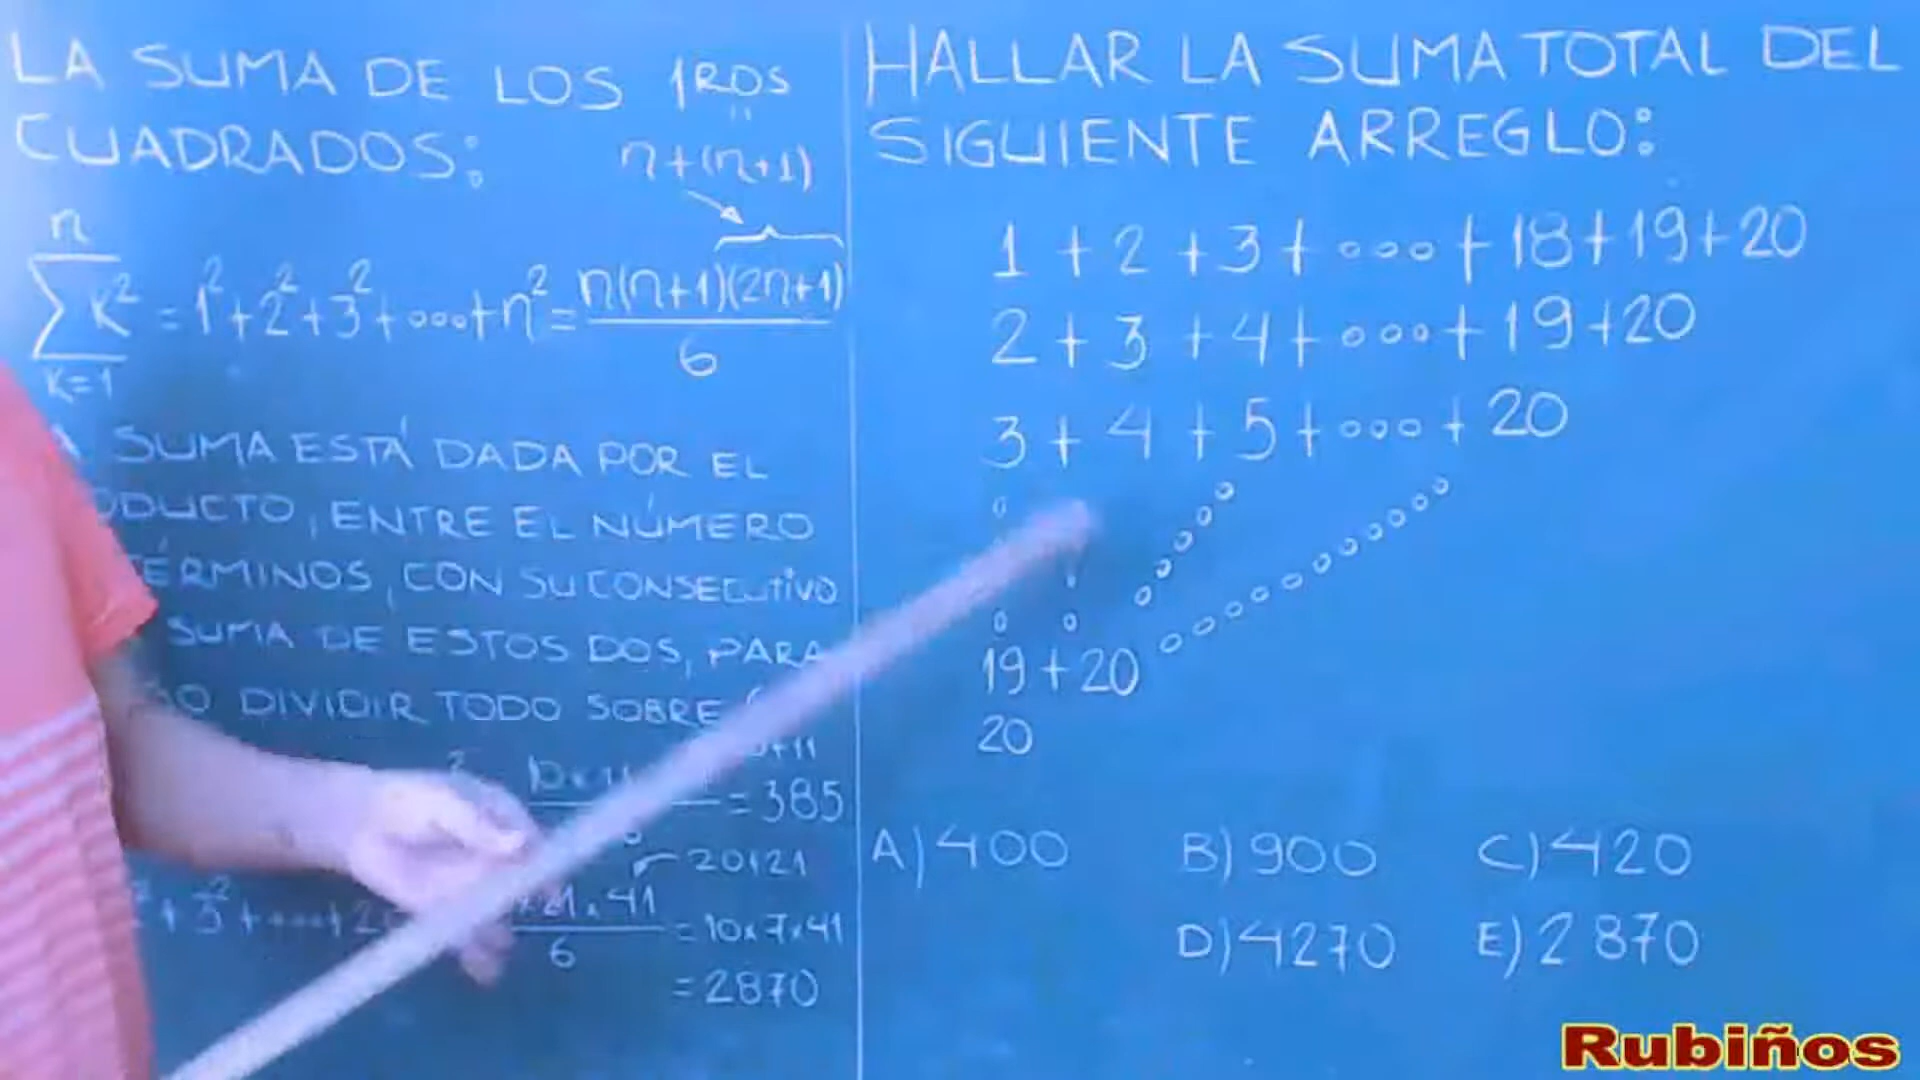 LA SUMA DE LOS 1ROS "
CUADRADOS:
n+(n+1)
n
∑ K² = 1²+2²+3²+...+n² = n(n+1)(2n+1)
6
K=1
SUMA ESTÁ DADA POR EL
, ENTRE EL NÚMERO
TÉRMINOS, CON SU CONSECUTIVO
SUMA DE ESTOS DOS, PARA
DIVIDIR TODO SOBRE
=385
20+21
+3²+...+
.41
6
=10x7x41
=2870
HALLAR LA SUMA TOTAL DEL
SIGUIENTE ARREGLO:
1 + 2 + 3 + ... + 18 + 19 + 20
2 + 3 + 4 + ... + 19 + 20
3 + 4 + 5 + ... + 20
19 + 20
20
A) 400 B) 900 C) 420
D) 4270 E) 2870
Rubiños